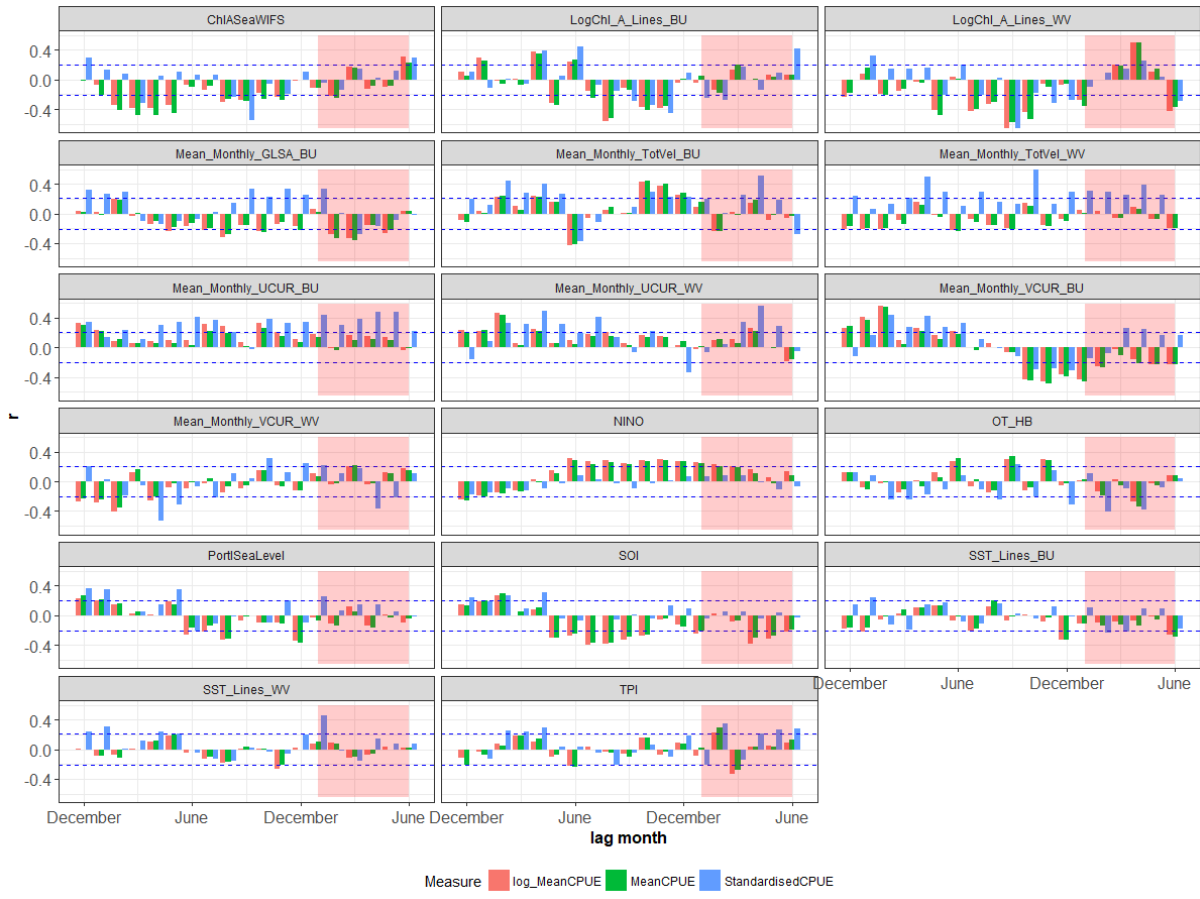 ChlASeaWIFS LogChl_A_Lines_BU LogChl_A_Lines_WV
0.4
0.0
-0.4
Mean_Monthly_GLSA_BU Mean_Monthly_TotVel_BU Mean_Monthly_TotVel_WV
0.4
0.0
-0.4
Mean_Monthly_UCUR_BU Mean_Monthly_UCUR_WV Mean_Monthly_VCUR_BU
0.4
0.0
-0.4
r
Mean_Monthly_VCUR_WV NINO OT_HB
0.4
0.0
-0.4
PortlSeaLevel SOI SST_Lines_BU
0.4
0.0
-0.4
December June December June
SST_Lines_WV TPI
0.4
0.0
-0.4
December June December June December June December June
lag month
Measure log_MeanCPUE MeanCPUE StandardisedCPUE